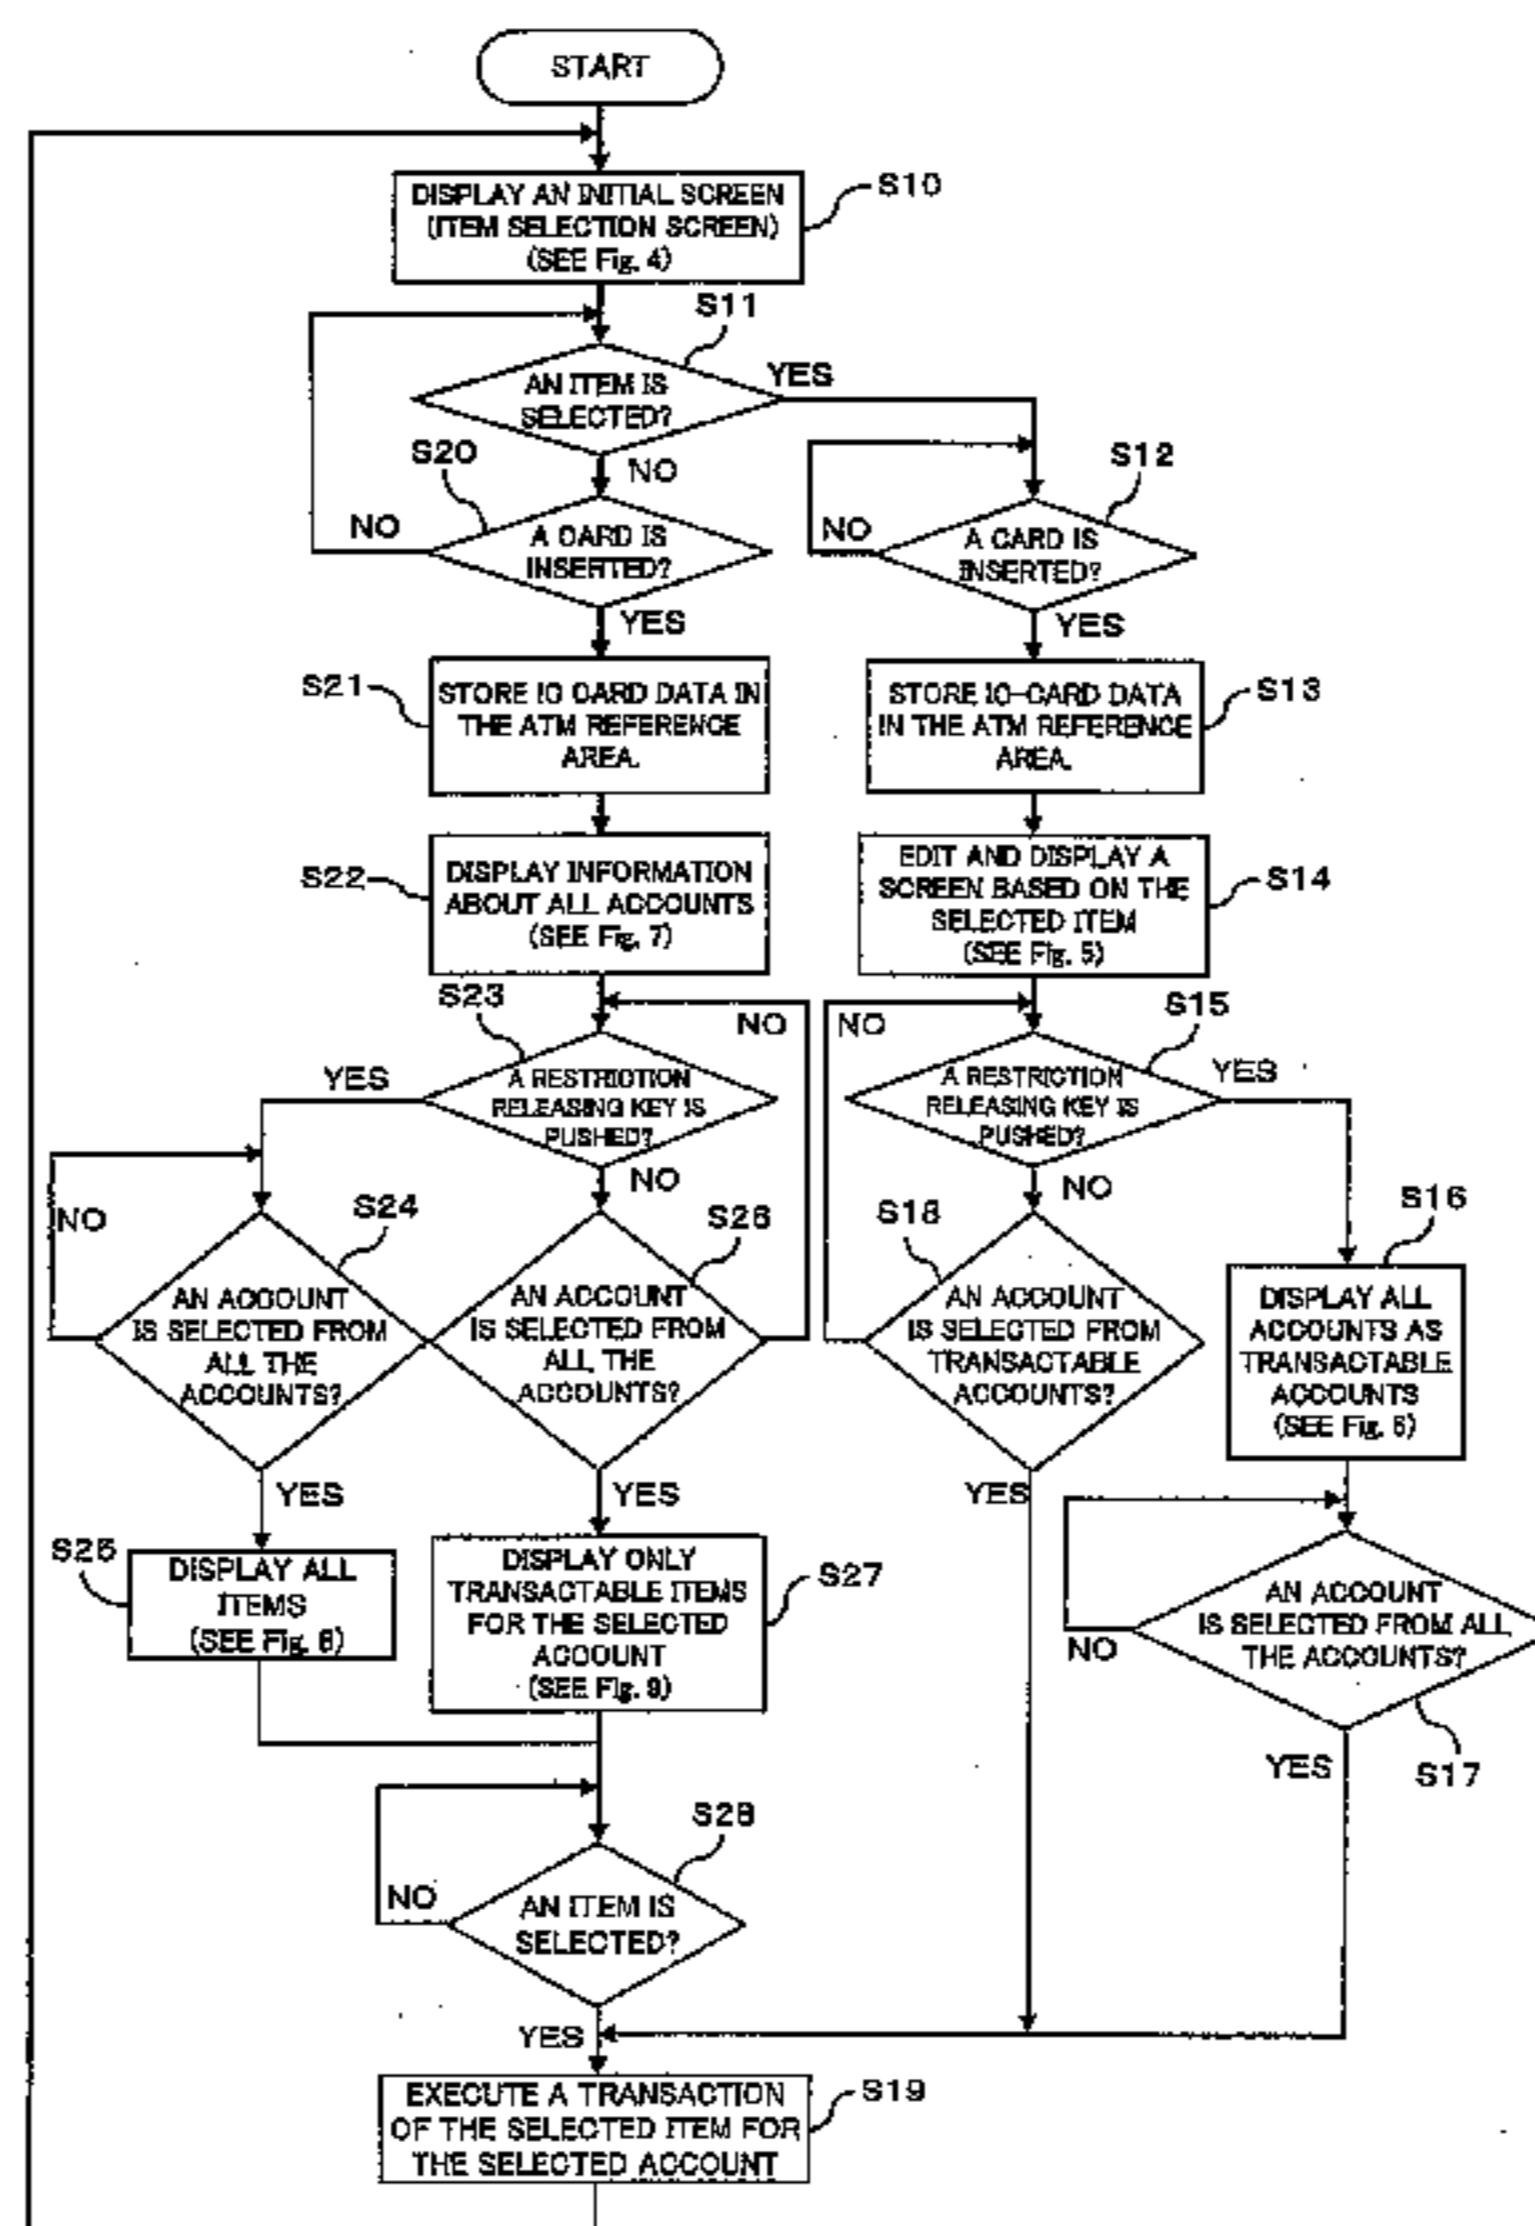 START
DISPLAY AN INITIAL SCREEN
(ITEM SELECTION SCREEN)
(SEE Fig. 4)
S10
S11
AN ITEM IS
SELECTED?
YES
NO
S20
A CARD IS
INSERTED?
NO
YES
S12
A CARD IS
INSERTED?
NO
YES
S21
STORE IC CARD DATA IN
THE ATM REFERENCE
AREA.
STORE IC-CARD DATA
IN THE ATM REFERENCE
AREA.
S13
S22
DISPLAY INFORMATION
ABOUT ALL ACCOUNTS
(SEE Fig. 7)
EDIT AND DISPLAY A
SCREEN BASED ON THE
SELECTED ITEM
(SEE Fig. 5)
S14
S23
NO
YES
A RESTRICTION
RELEASING KEY IS
PUSHED?
NO
NO
S15
A RESTRICTION
RELEASING KEY IS
PUSHED?
YES
NO
NO
S24
AN ACCOUNT
IS SELECTED FROM
ALL THE
ACCOUNTS?
YES
S26
AN ACCOUNT
IS SELECTED FROM
ALL THE
ACCOUNTS?
YES
S18
AN ACCOUNT
IS SELECTED FROM
TRANSACTABLE
ACCOUNTS?
YES
S16
DISPLAY ALL
ACCOUNTS AS
TRANSACTABLE
ACCOUNTS
(SEE Fig. 6)
S25
DISPLAY ALL
ITEMS
(SEE Fig. 8)
DISPLAY ONLY
TRANSACTABLE ITEMS
FOR THE SELECTED
ACCOUNT
(SEE Fig. 9)
S27
AN ACCOUNT
IS SELECTED FROM ALL
THE ACCOUNTS?
NO
YES
S17
S28
AN ITEM IS
SELECTED?
NO
YES
EXECUTE A TRANSACTION
OF THE SELECTED ITEM FOR
THE SELECTED ACCOUNT
S19